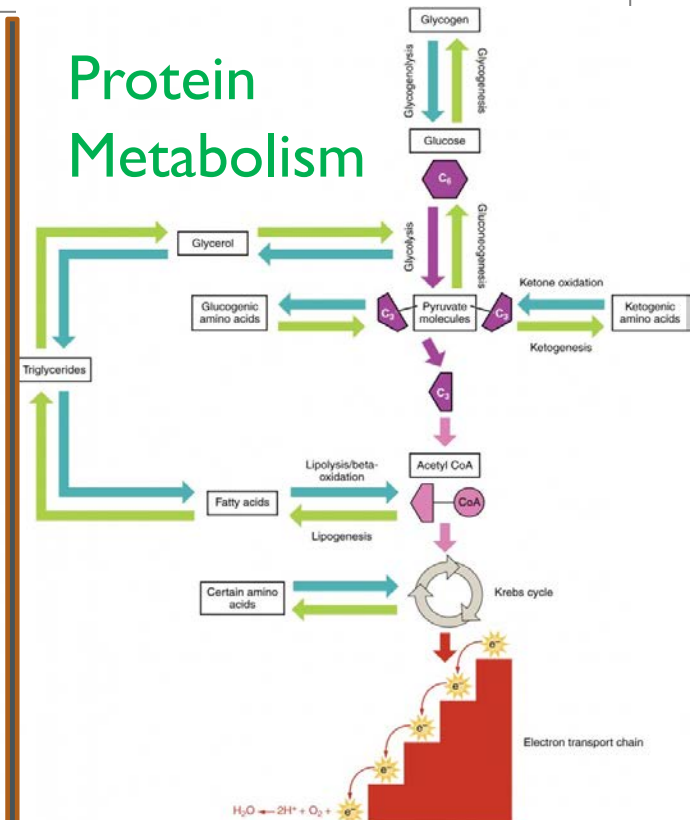 Protein
Metabolism
Glycogen
Glycogenolysis
Glycogenesis
Glucose
C₆
Glycolysis
Gluconeogenesis
Glycerol
Glucogenic
amino acids
C₃
Pyruvate
molecules
C₃
Ketone oxidation
Ketogenic
amino acids
Ketogenesis
Triglycerides
C₃
Acetyl CoA
Lipolysis/beta-
oxidation
Fatty acids
CoA
Lipogenesis
Certain amino
acids
Krebs cycle
e⁻
e⁻
e⁻
Electron transport chain
e⁻
H₂O ← 2H⁺ + O₂ + e⁻